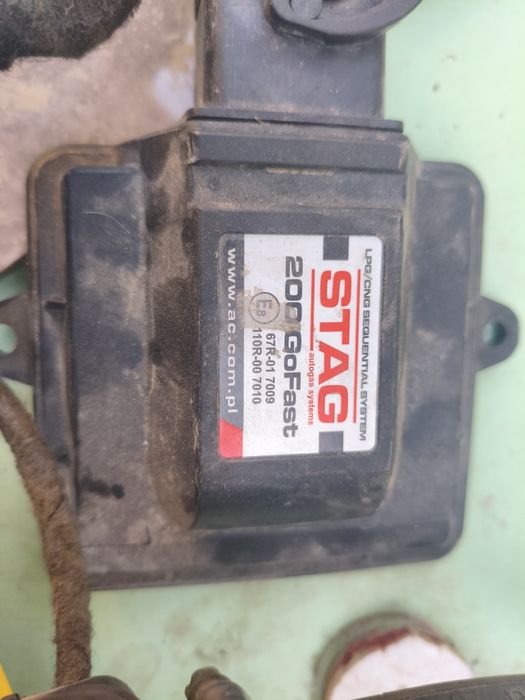 LPG/CNG SEQUENTIAL SYSTEM
STAG
autogas systems
200 GoFast
E8
67R-01 7009
110R-00 7010
www.ac.com.pl